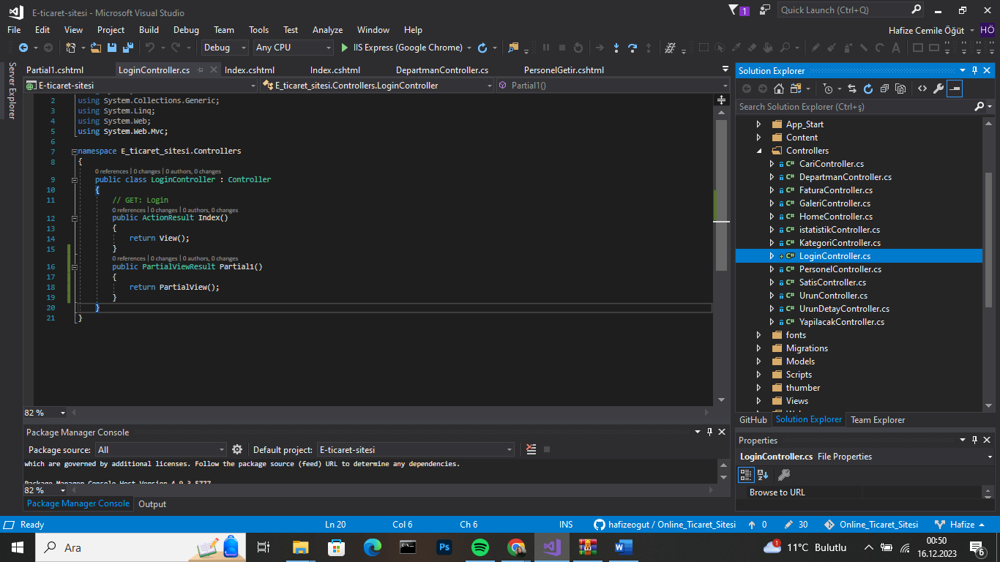 E-ticaret-sitesi - Microsoft Visual Studio
1
Quick Launch (Ctrl+Q)
File Edit View Project Build Debug Team Tools Test Analyze Window Help
Hafize Cemile Öğüt HÖ
Debug Any CPU IIS Express (Google Chrome)
Server Explorer
Partial1.cshtml LoginController.cs Index.cshtml Index.cshtml DepartmanController.cs PersonelGetir.cshtml
E-ticaret-sitesi E_ticaret_sitesi.Controllers.LoginController Partial1()
2 using System.Collections.Generic;
3 using System.Linq;
4 using System.Web;
5 using System.Web.Mvc;
6
7 namespace E_ticaret_sitesi.Controllers
8 {
0 references | 0 changes | 0 authors, 0 changes
9 public class LoginController : Controller
10 {
11 // GET: Login
0 references | 0 changes | 0 authors, 0 changes
12 public ActionResult Index()
13 {
14 return View();
15 }
0 references | 0 changes | 0 authors, 0 changes
16 public PartialViewResult Partial1()
17 {
18 return PartialView();
19 }
20 }
21 }
82 %
Solution Explorer
Search Solution Explorer (Ctrl+ş)
App_Start
Content
Controllers
C# CariController.cs
C# DepartmanController.cs
C# FaturaController.cs
C# GaleriController.cs
C# HomeController.cs
C# istatistikController.cs
C# KategoriController.cs
C# LoginController.cs
C# PersonelController.cs
C# SatisController.cs
C# UrunController.cs
C# UrunDetayController.cs
C# YapilacakController.cs
fonts
Migrations
Models
Scripts
thumber
Views
GitHub Solution Explorer Team Explorer
Properties
LoginController.cs File Properties
Browse to URL
Package Manager Console
Package source: All Default project: E-ticaret-sitesi
which are governed by additional licenses. Follow the package source (feed) URL to determine any dependencies.
Package Manager Console Host Version 4.9.3.5777
82 %
Package Manager Console Output
Ready Ln 20 Col 6 Ch 6 INS hafizeogut / Online_Ticaret_Sitesi 0 30 Online_Ticaret_Sitesi Hafize
Ara
Ps
W
1
11°C Bulutlu
00:50
16.12.2023
6